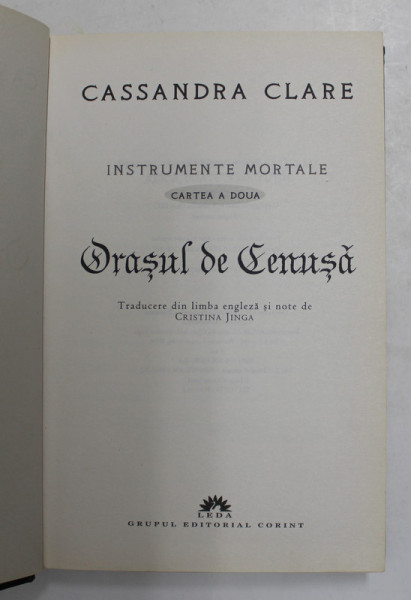 CASSANDRA CLARE
INSTRUMENTE MORTALE
CARTEA A DOUA
Orașul de Cenușă
Traducere din limba engleză și note de
CRISTINA JINGA
LEDA
GRUPUL EDITORIAL CORINT